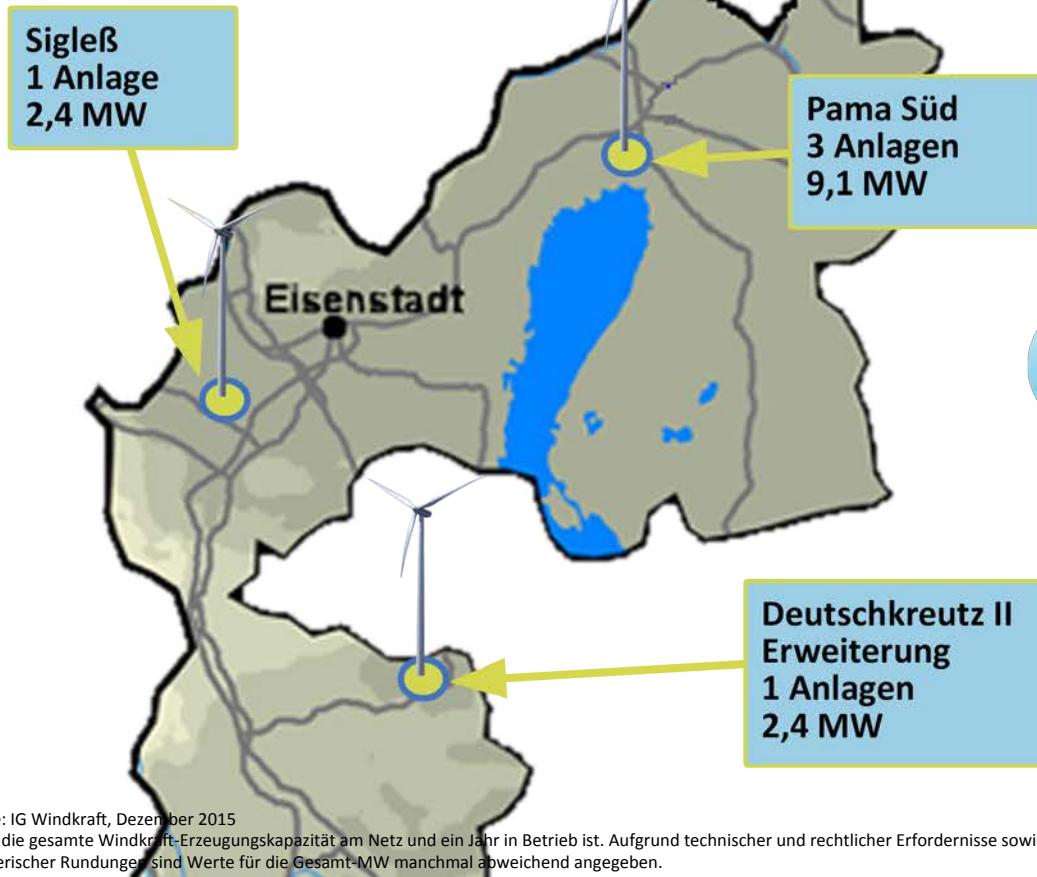 Sigleß
1 Anlage
2,4 MW
Pama Süd
3 Anlagen
9,1 MW
Eisenstadt
Deutschkreutz II
Erweiterung
1 Anlagen
2,4 MW
: IG Windkraft, Dezember 2015
die gesamte Windkraft-Erzeugungskapazität am Netz und ein Jahr in Betrieb ist. Aufgrund technischer und rechtlicher Erfordernisse sowi
erischer Rundungen sind Werte für die Gesamt-MW manchmal abweichend angegeben.